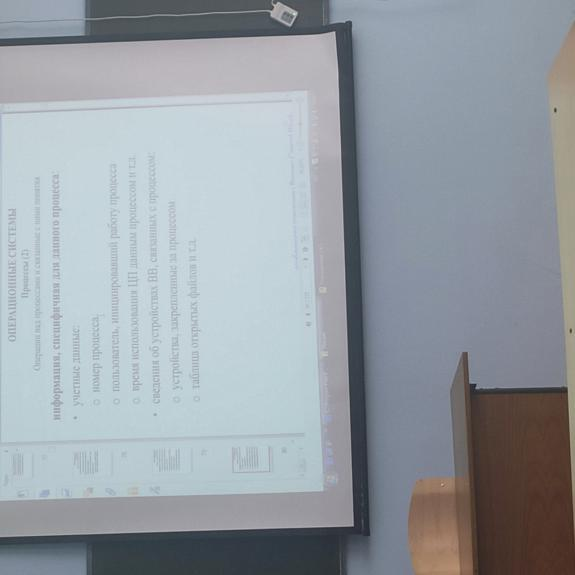 ОПЕРАЦИОННЫЕ СИСТЕМЫ
Процессы (2)
Операции над процессами и связанные с ними понятия
информация, специфичная для данного процесса:
• учетные данные:
o номер процесса,
o пользователь, инициировавший работу процесса
o время использования ЦП данным процессом и т.д.
• сведения об устройствах ВВ, связанных с процессом:
o устройства, закрепленные за процессом
o таблица открытых файлов и т.д.